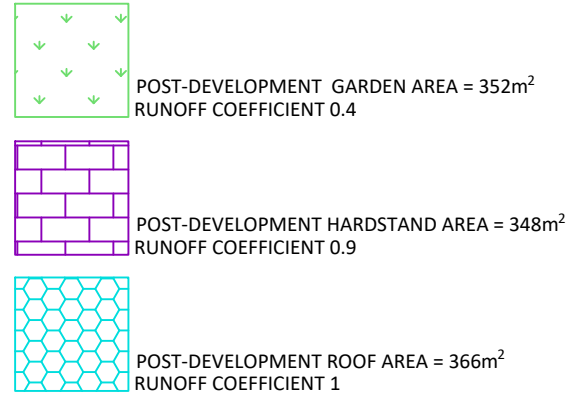 POST-DEVELOPMENT GARDEN AREA = 352m²
RUNOFF COEFFICIENT 0.4
POST-DEVELOPMENT HARDSTAND AREA = 348m²
RUNOFF COEFFICIENT 0.9
POST-DEVELOPMENT ROOF AREA = 366m²
RUNOFF COEFFICIENT 1